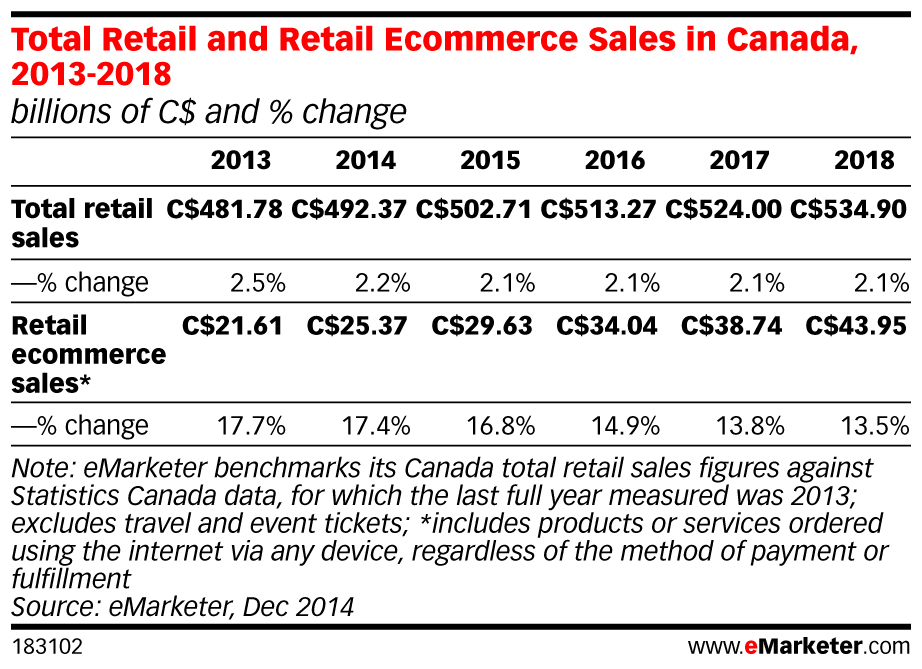 Total Retail and Retail Ecommerce Sales in Canada,
2013-2018
billions of C$ and % change
2013 2014 2015 2016 2017 2018
Total retail sales C$481.78 C$492.37 C$502.71 C$513.27 C$524.00 C$534.90
—% change 2.5% 2.2% 2.1% 2.1% 2.1% 2.1%
Retail ecommerce sales* C$21.61 C$25.37 C$29.63 C$34.04 C$38.74 C$43.95
—% change 17.7% 17.4% 16.8% 14.9% 13.8% 13.5%
Note: eMarketer benchmarks its Canada total retail sales figures against
Statistics Canada data, for which the last full year measured was 2013;
excludes travel and event tickets; *includes products or services ordered
using the internet via any device, regardless of the method of payment or
fulfillment
Source: eMarketer, Dec 2014
183102 www.eMarketer.com